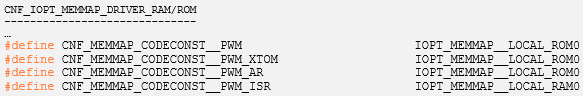 CNF_IOPT_MEMMAP_DRIVER_RAM/ROM
------------------------------
…
#define CNF_MEMMAP_CODECONST__PWM IOPT_MEMMAP__LOCAL_ROM0
#define CNF_MEMMAP_CODECONST__PWM_XTOM IOPT_MEMMAP__LOCAL_ROM0
#define CNF_MEMMAP_CODECONST__PWM_AR IOPT_MEMMAP__LOCAL_ROM0
#define CNF_MEMMAP_CODECONST__PWM_ISR IOPT_MEMMAP__LOCAL_RAM0